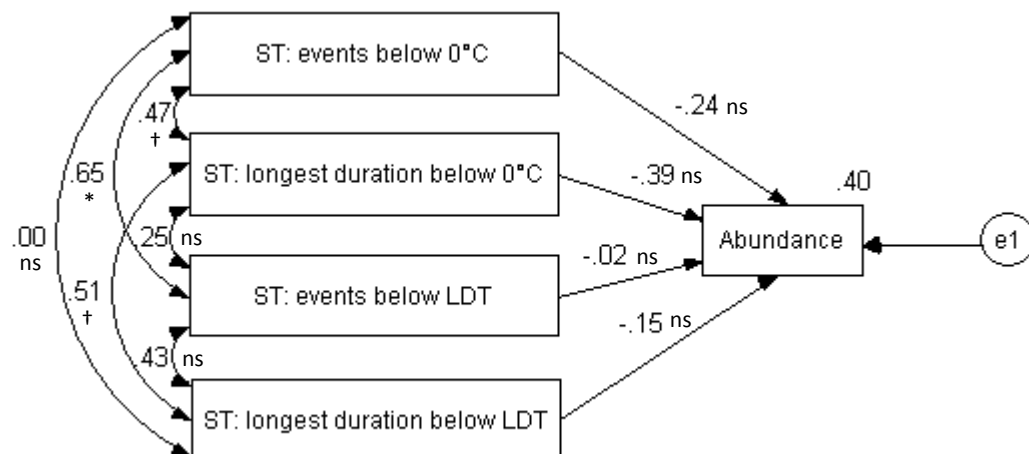 ST: events below 0°C
-.24 ns
.47
†
ST: longest duration below 0°C
-.39 ns
.40
.65
*
Abundance
e1
.00
ns
.25 ns
-.02 ns
.51
†
ST: events below LDT
-.15 ns
.43 ns
ST: longest duration below LDT